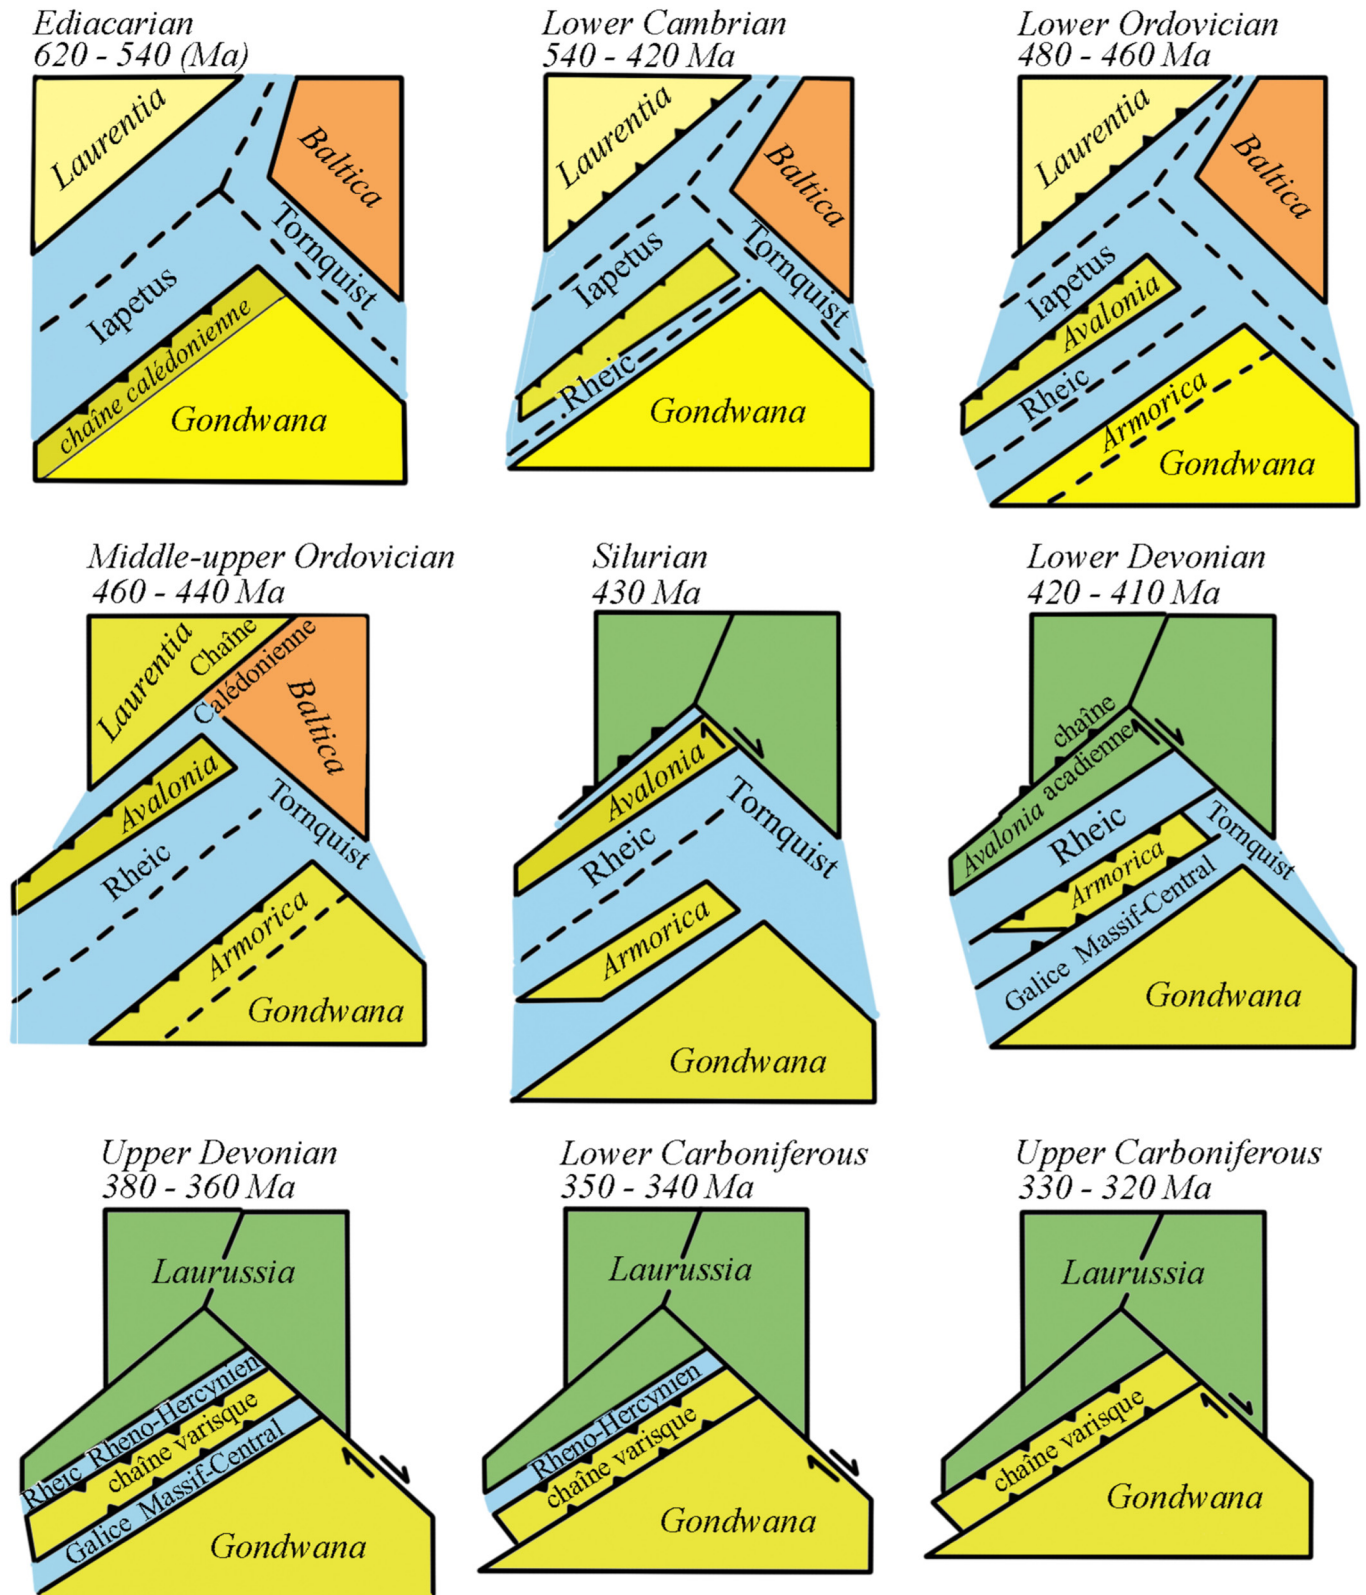 Ediacarian
620 - 540 (Ma)
Laurentia
Baltica
Tornquist
Iapetus
chaîne calédonienne
Gondwana
Lower Cambrian
540 - 420 Ma
Laurentia
Baltica
Tornquist
Iapetus
Rheic
Gondwana
Lower Ordovician
480 - 460 Ma
Laurentia
Baltica
Iapetus
Avalonia
Rheic
Armorica
Gondwana
Middle-upper Ordovician
460 - 440 Ma
Laurentia
Chaîne
Calédonienne
Baltica
Avalonia
Tornquist
Rheic
Armorica
Gondwana
Silurian
430 Ma
Avalonia
Tornquist
Rheic
Armorica
Gondwana
Lower Devonian
420 - 410 Ma
chaîne
acadienne
Avalonia
Rheic
Tornquist
Armorica
Galice Massif-Central
Gondwana
Upper Devonian
380 - 360 Ma
Laurussia
Rheic Rheno-Hercynien
chaîne varisque
Galice Massif-Central
Gondwana
Lower Carboniferous
350 - 340 Ma
Laurussia
Rheno-Hercynien
chaîne varisque
Gondwana
Upper Carboniferous
330 - 320 Ma
Laurussia
chaîne varisque
Gondwana